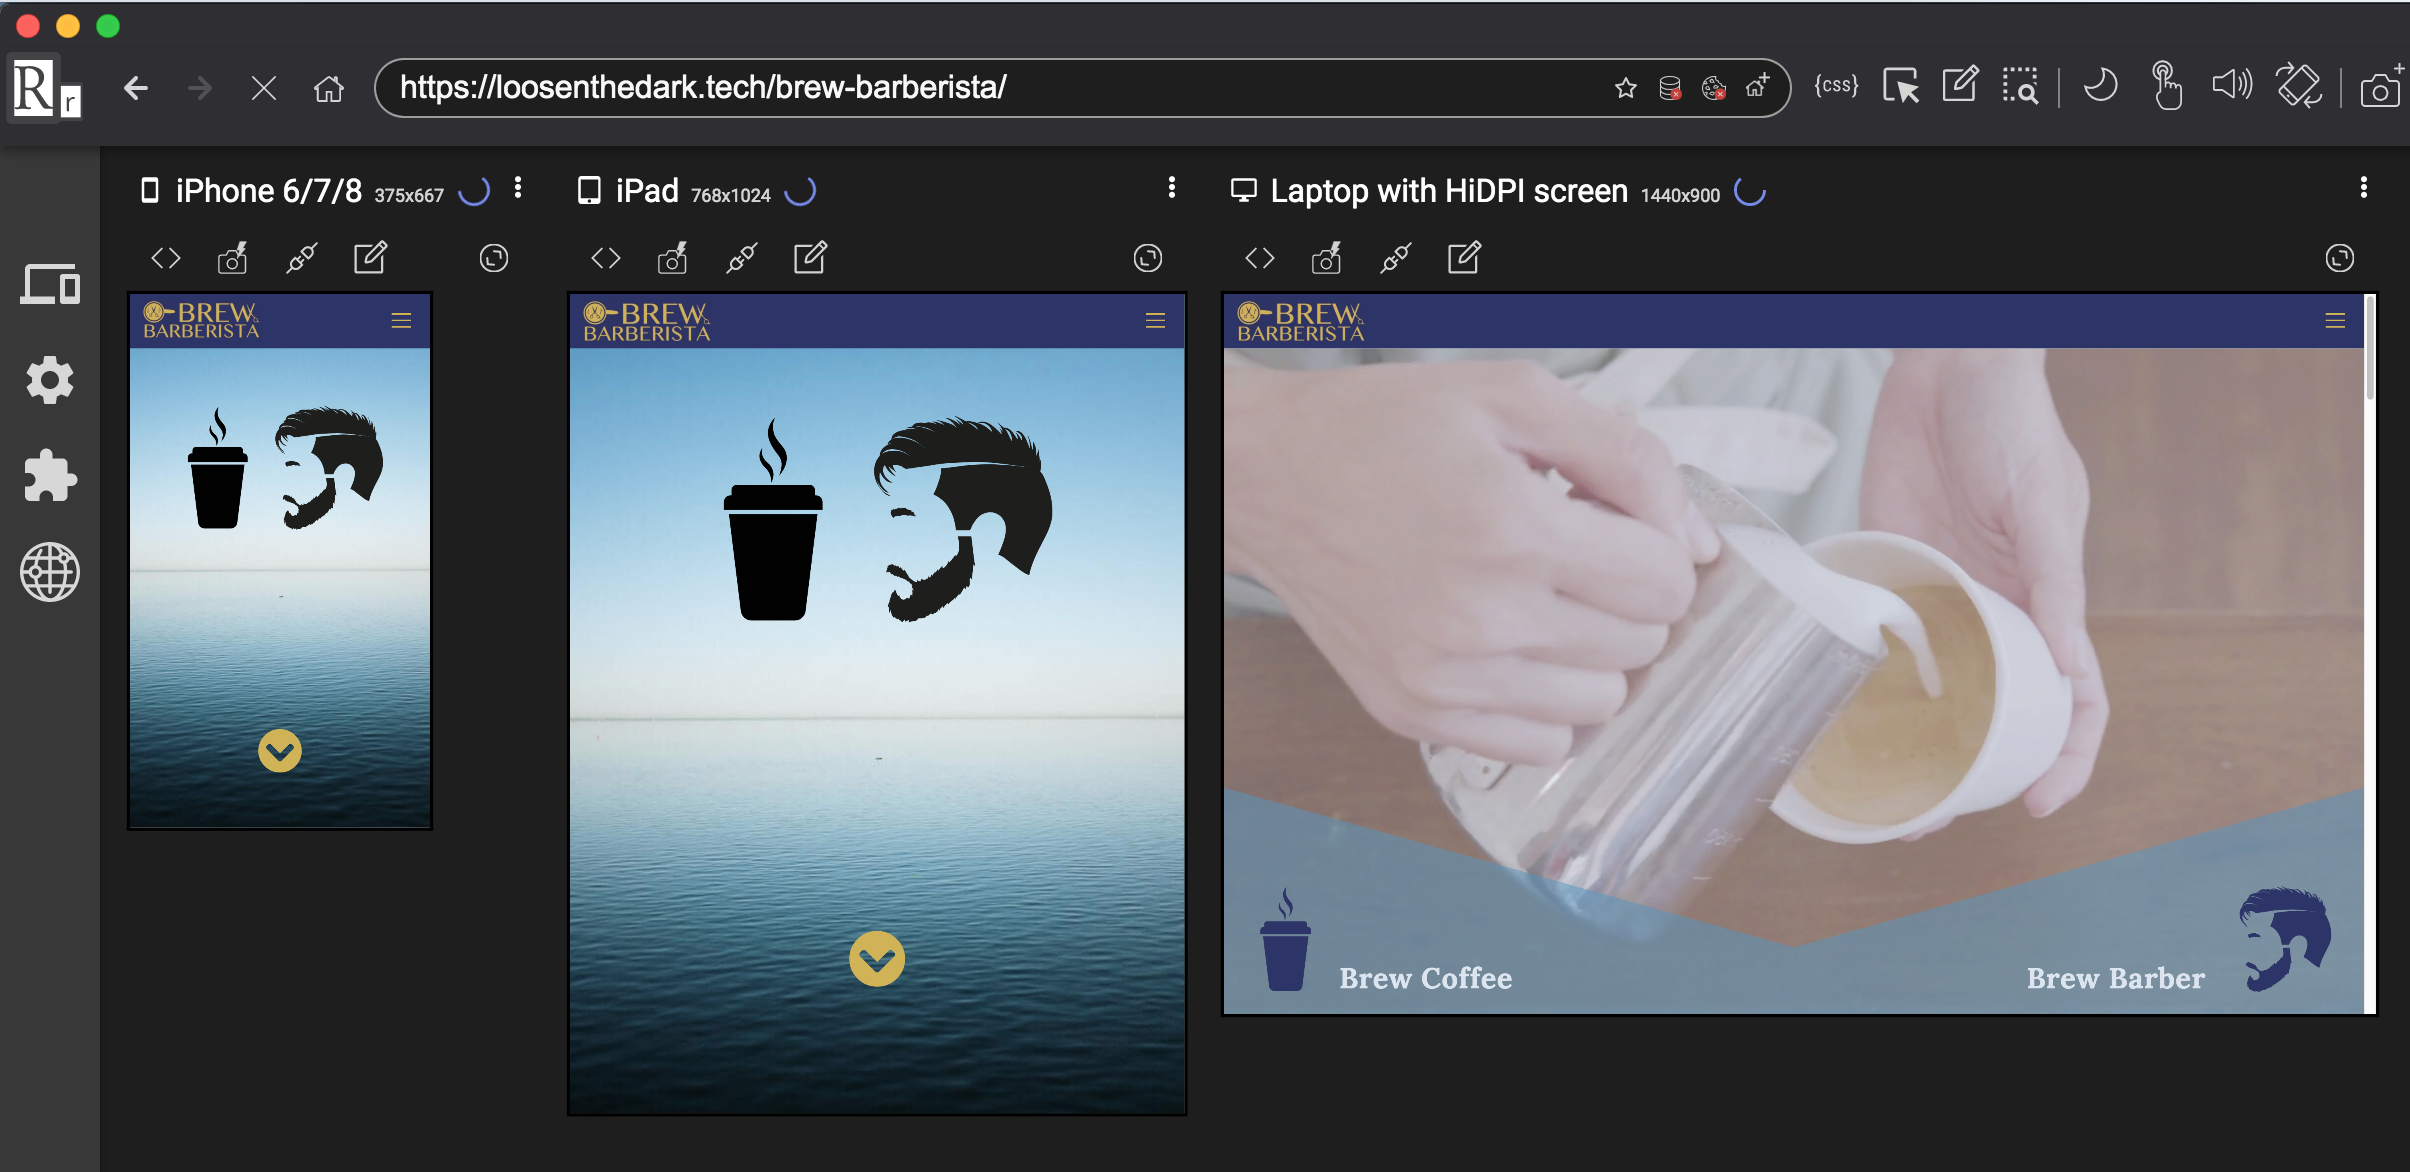 Rr
https://loosenthedark.tech/brew-barberista/
{css}
iPhone 6/7/8 375x667
iPad 768x1024
Laptop with HiDPI screen 1440x900
BREW
BARBERISTA
BREW
BARBERISTA
BREW
BARBERISTA
Brew Coffee
Brew Barber